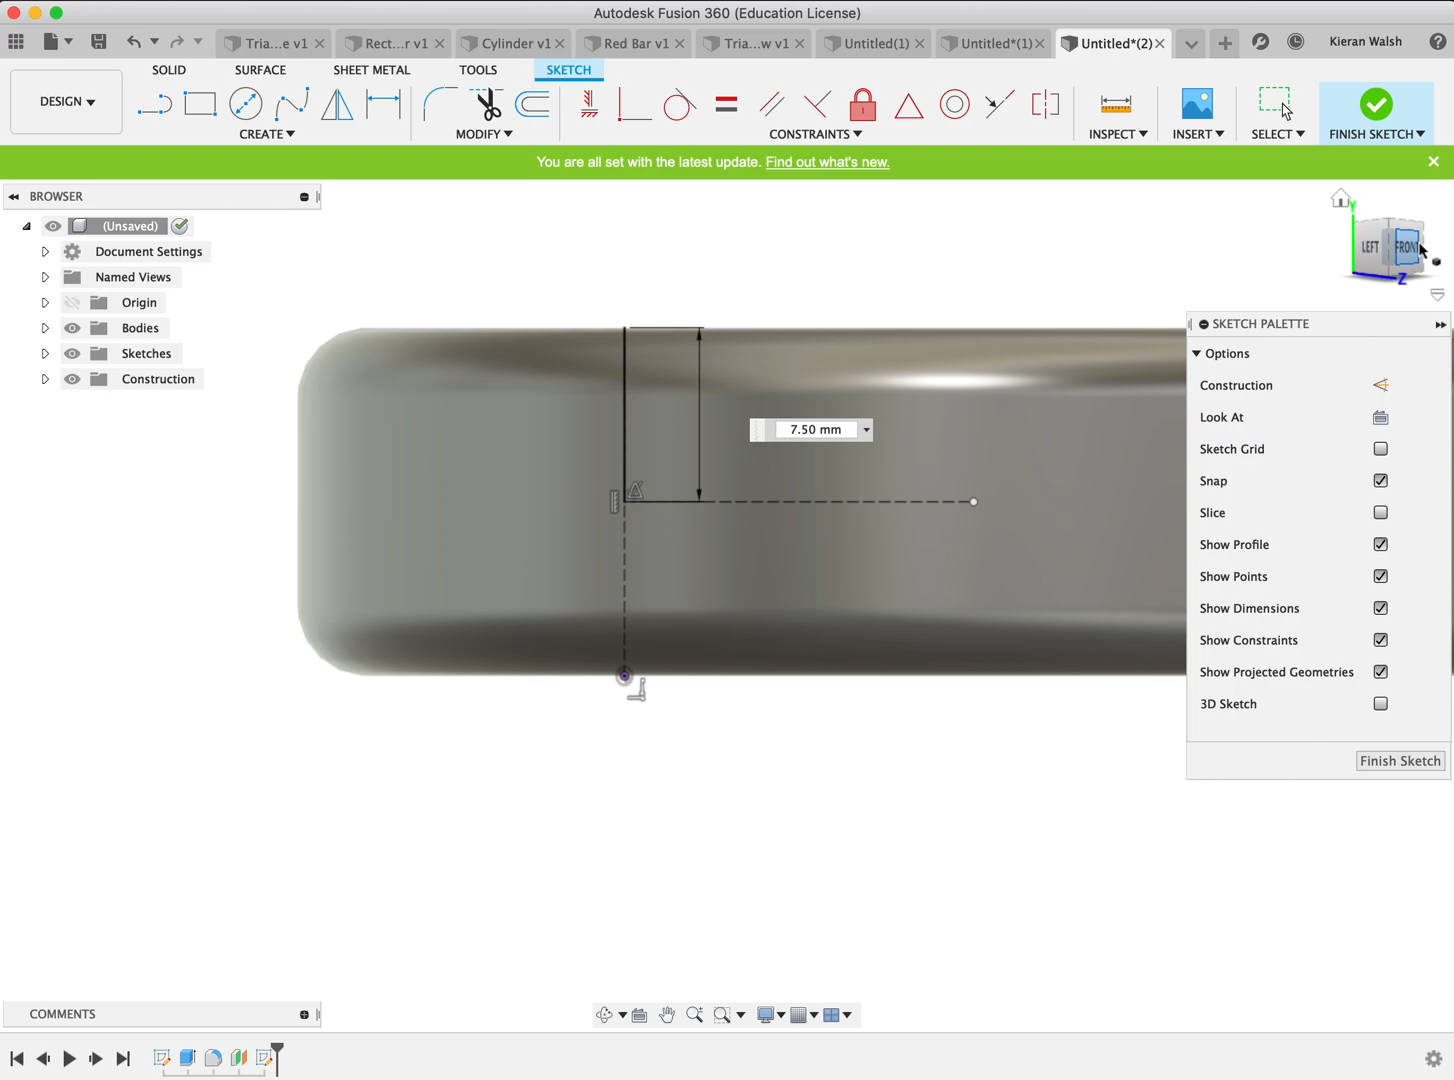 Autodesk Fusion 360 (Education License)
Tria...e v1
Rect...r v1
Cylinder v1
Red Bar v1
Tria...w v1
Untitled(1)
Untitled*(1)
Untitled*(2)
Kieran Walsh
SOLID
SURFACE
SHEET METAL
TOOLS
SKETCH
DESIGN
CREATE
MODIFY
CONSTRAINTS
INSPECT
INSERT
SELECT
FINISH SKETCH
You are all set with the latest update. Find out what's new.
BROWSER
(Unsaved)
Document Settings
Named Views
Origin
Bodies
Sketches
Construction
Y
LEFT
FRONT
Z
7.50 mm
SKETCH PALETTE
Options
Construction
Look At
Sketch Grid
Snap
Slice
Show Profile
Show Points
Show Dimensions
Show Constraints
Show Projected Geometries
3D Sketch
Finish Sketch
COMMENTS